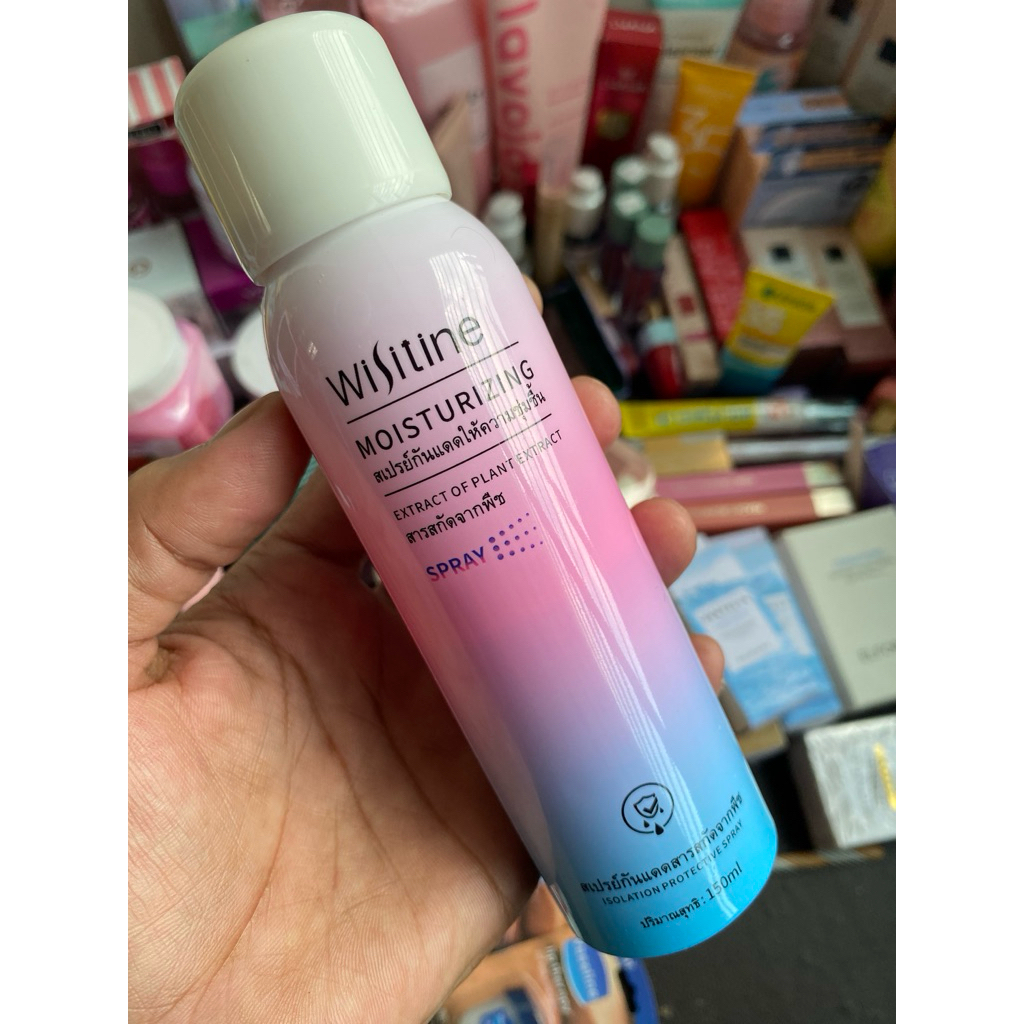 Wisitine
MOISTURIZING
สเปรย์กันแดดให้ความชุ่มชื้น
EXTRACT OF PLANT EXTRACT
สารสกัดจากพืช
SPRAY
สเปรย์กันแดดสารสกัดจากพืช
ISOLATION PROTECTIVE SPRAY
ปริมาณสุทธิ : 150ml